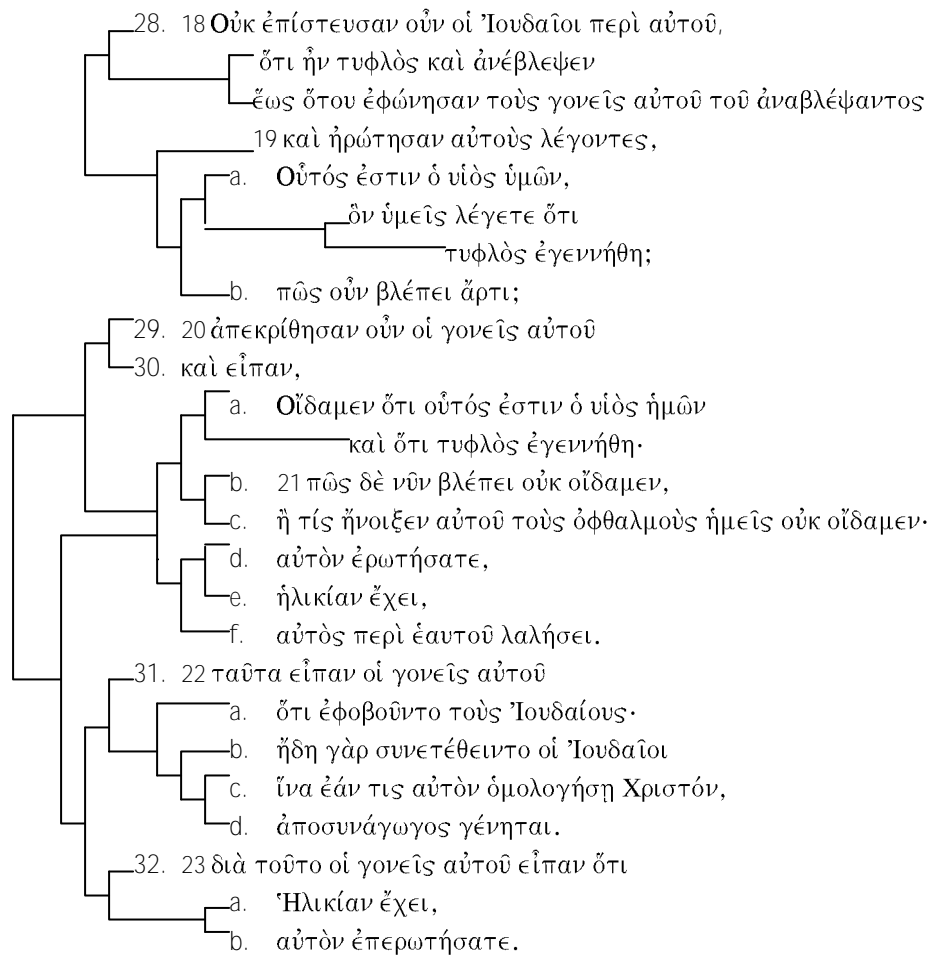 28. 18 Οὐκ ἐπίστευσαν οὖν οἱ Ἰουδαῖοι περὶ αὐτοῦ,
ὅτι ἦν τυφλὸς καὶ ἀνέβλεψεν
ἕως ὅτου ἐφώνησαν τοὺς γονεῖς αὐτοῦ τοῦ ἀναβλέψαντος
19 καὶ ἠρώτησαν αὐτοὺς λέγοντες,
a. Οὗτός ἐστιν ὁ υἱὸς ὑμῶν,
ὃν ὑμεῖς λέγετε ὅτι
τυφλὸς ἐγεννήθη;
b. πῶς οὖν βλέπει ἄρτι;
29. 20 ἀπεκρίθησαν οὖν οἱ γονεῖς αὐτοῦ
30. καὶ εἶπαν,
a. Οἴδαμεν ὅτι οὗτός ἐστιν ὁ υἱὸς ἡμῶν
καὶ ὅτι τυφλὸς ἐγεννήθη·
b. 21 πῶς δὲ νῦν βλέπει οὐκ οἴδαμεν,
c. ἢ τίς ἤνοιξεν αὐτοῦ τοὺς ὀφθαλμοὺς ἡμεῖς οὐκ οἴδαμεν·
d. αὐτὸν ἐρωτήσατε,
e. ἡλικίαν ἔχει,
f. αὐτὸς περὶ ἑαυτοῦ λαλήσει.
31. 22 ταῦτα εἶπαν οἱ γονεῖς αὐτοῦ
a. ὅτι ἐφοβοῦντο τοὺς Ἰουδαίους·
b. ἤδη γὰρ συνετέθειντο οἱ Ἰουδαῖοι
c. ἵνα ἐάν τις αὐτὸν ὁμολογήσῃ Χριστόν,
d. ἀποσυνάγωγος γένηται.
32. 23 διὰ τοῦτο οἱ γονεῖς αὐτοῦ εἶπαν ὅτι
a. Ἡλικίαν ἔχει,
b. αὐτὸν ἐπερωτήσατε.